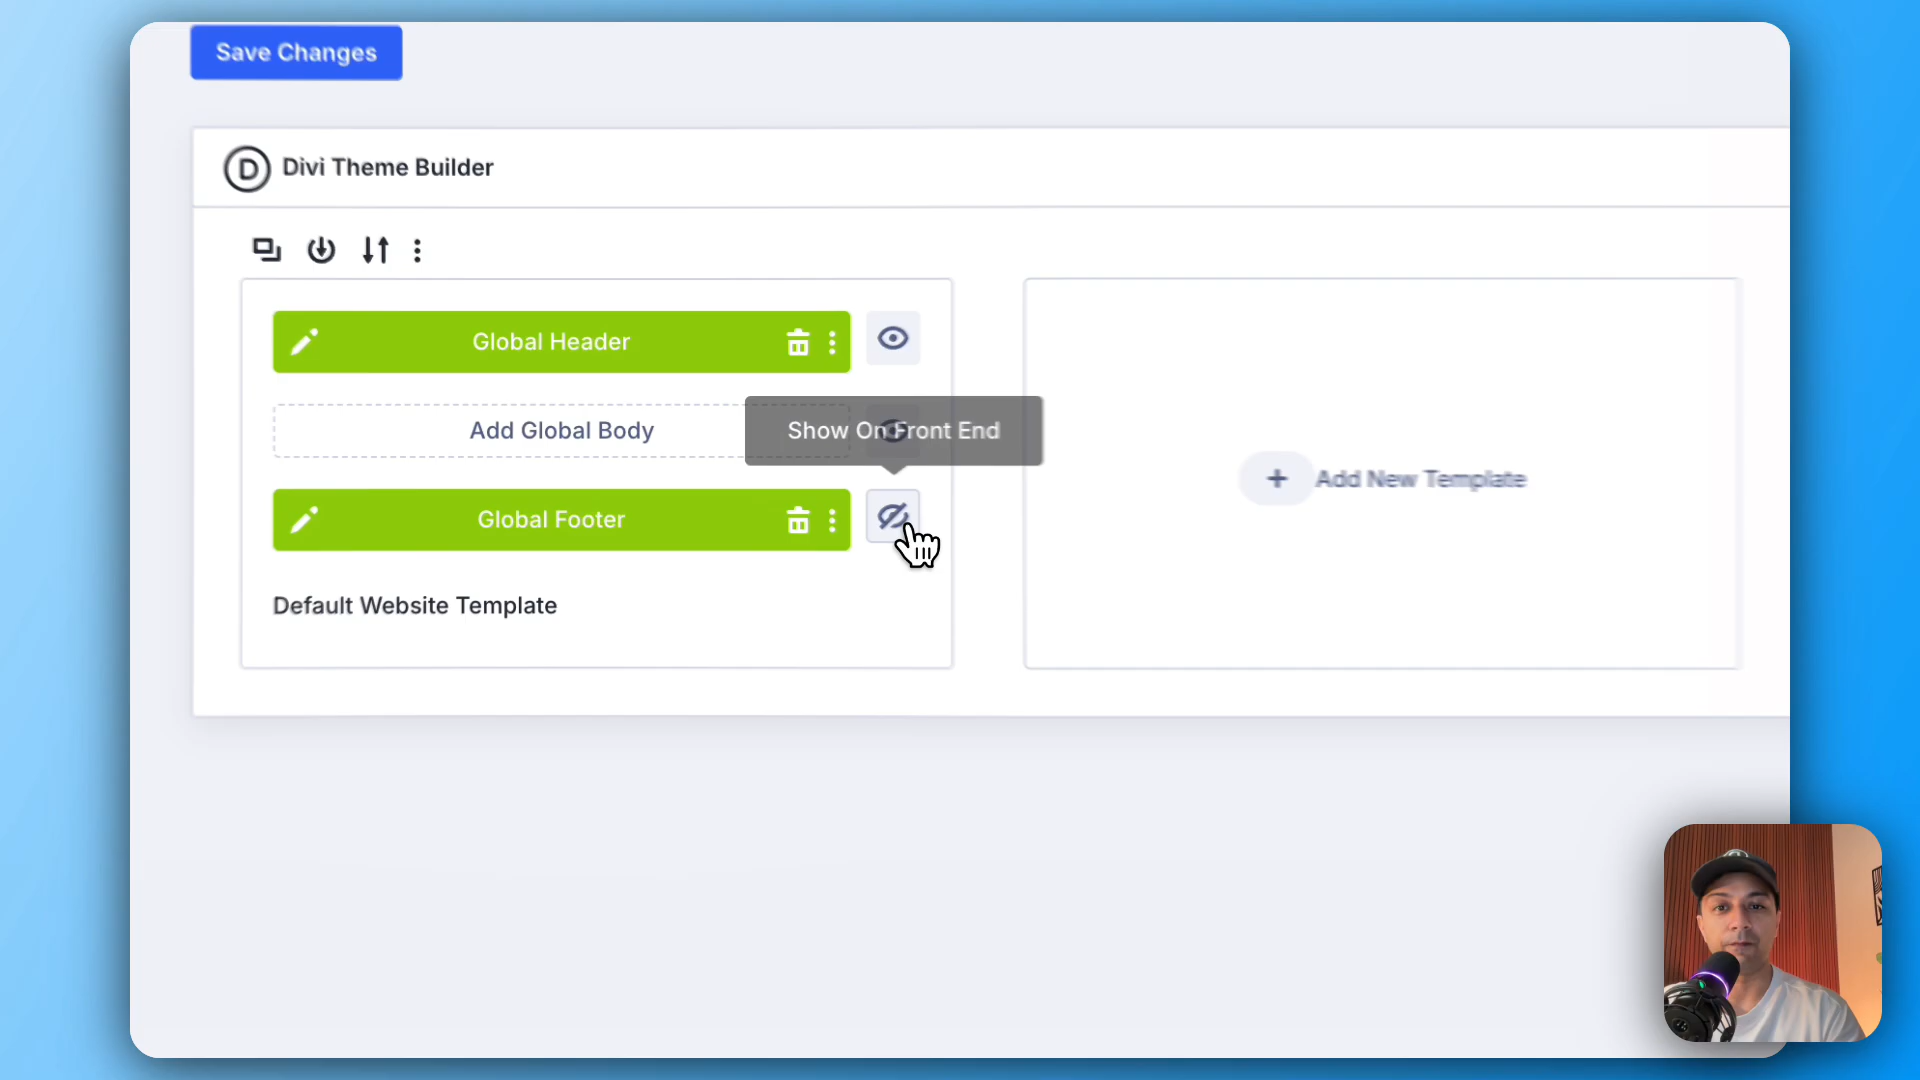 Save Changes
D Divi Theme Builder
Global Header
Add Global Body
Show On Front End
Global Footer
+ Add New Template
Default Website Template